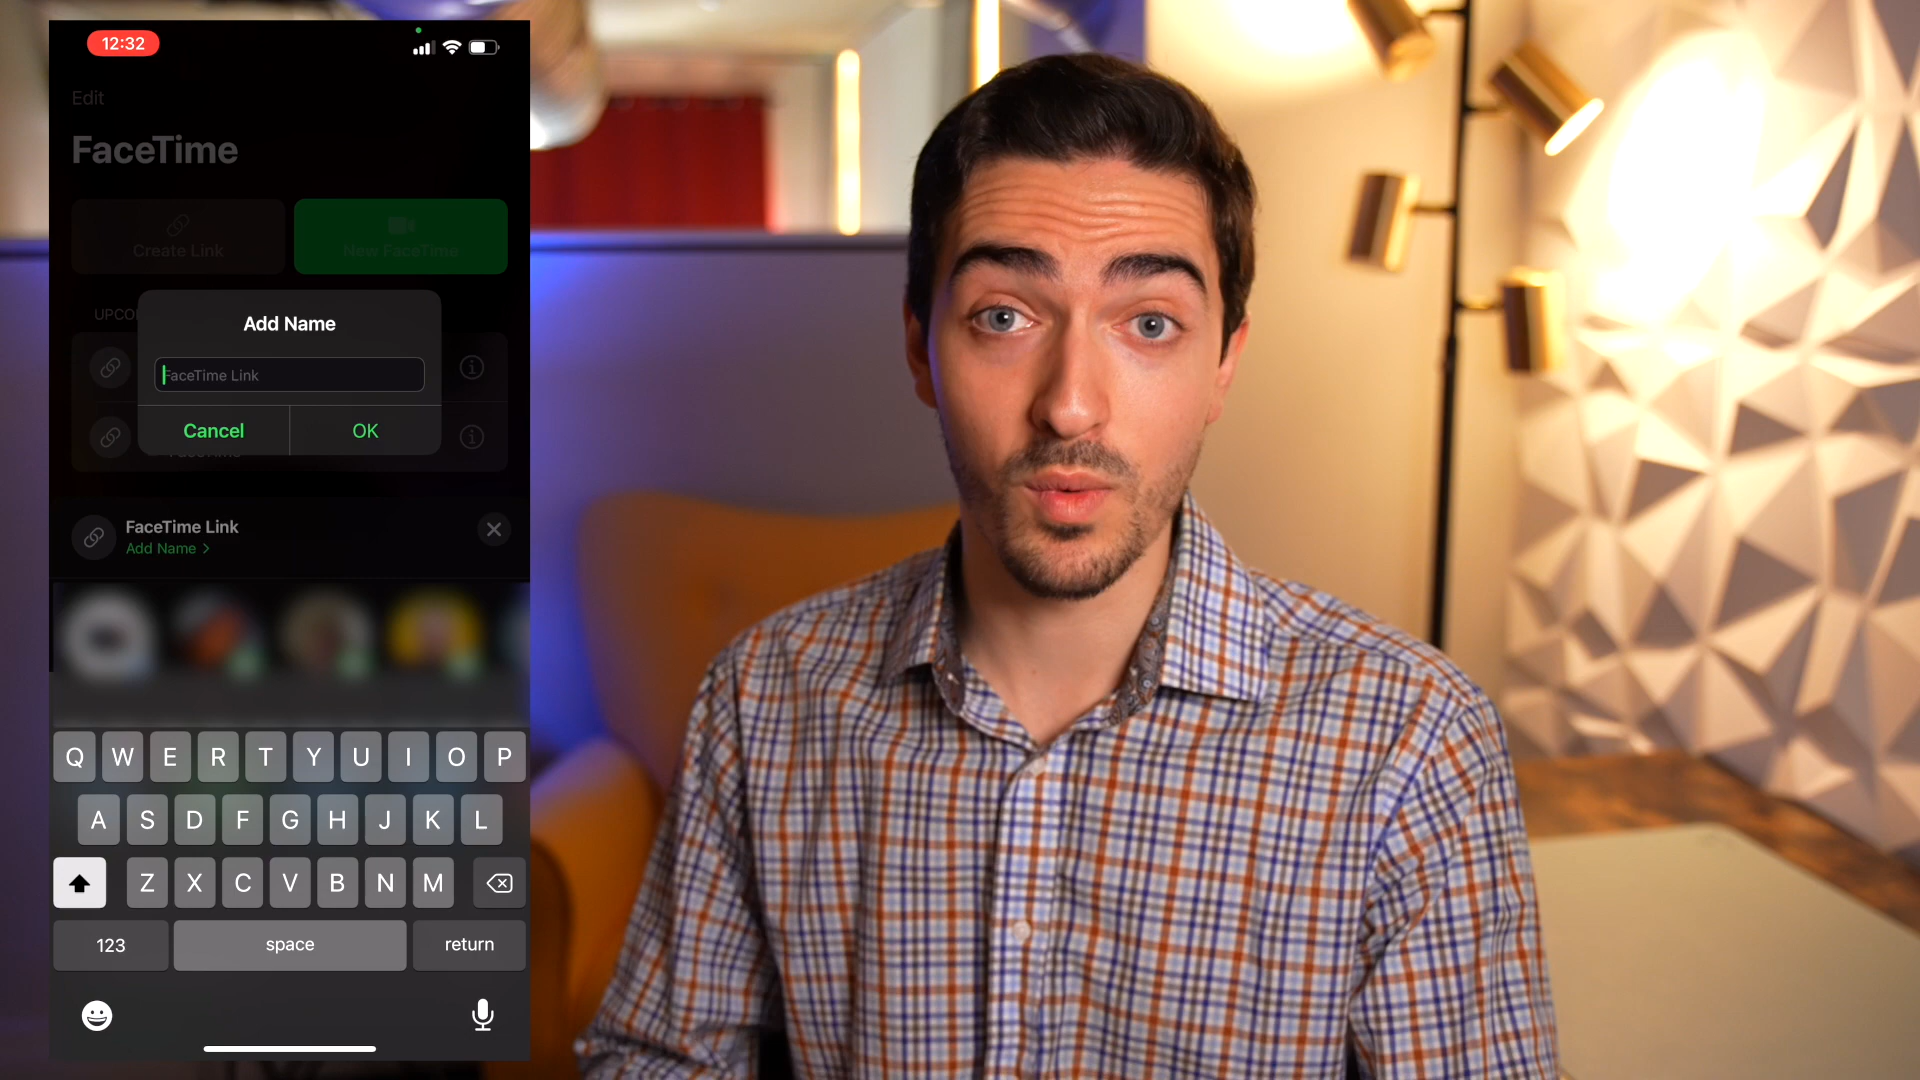 12:32
Edit
FaceTime
Create Link
New FaceTime
Add Name
FaceTime Link
Cancel
OK
FaceTime Link
Add Name >
Q W E R T Y U I O P
A S D F G H J K L
Z X C V B N M
123
space
return